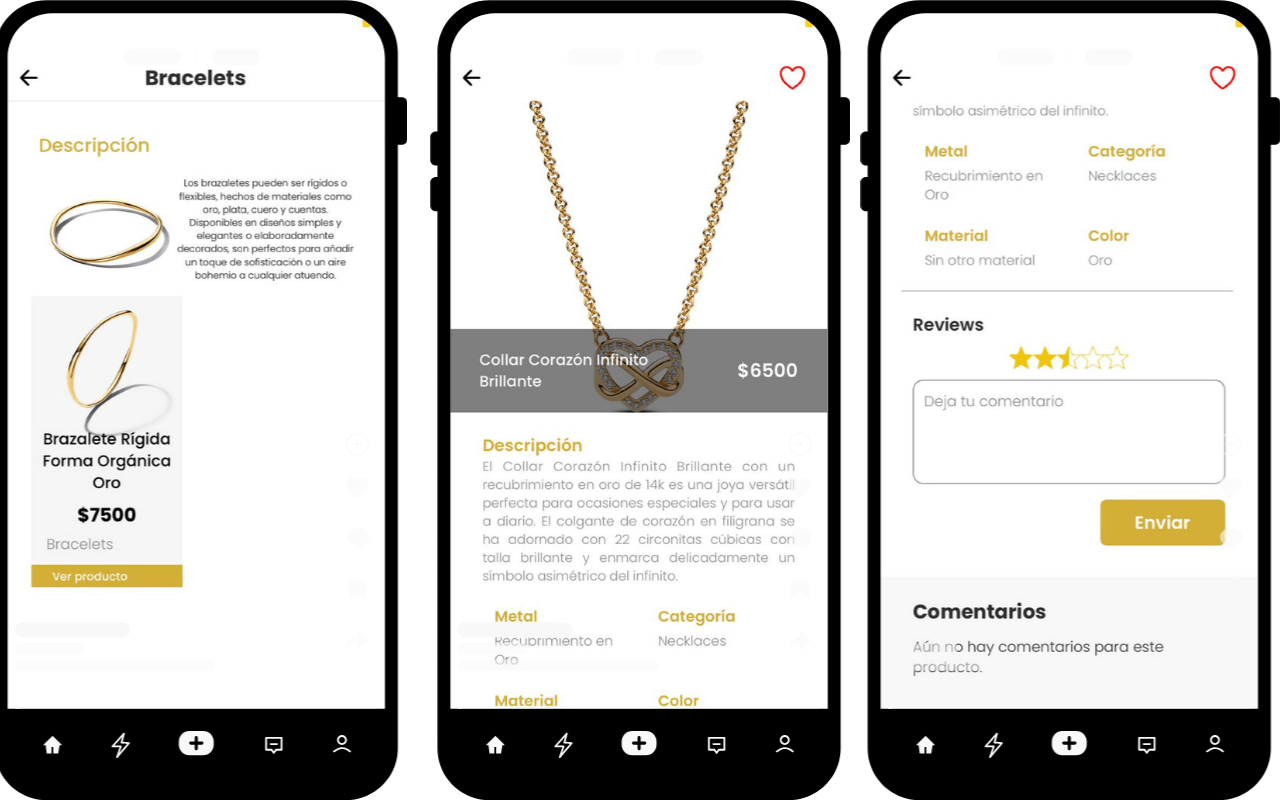 Bracelets
Descripción
Los brazaletes pueden ser rígidos o
flexibles, hechos de materiales como
oro, plata, cuero y cuentas.
Disponibles en diseños simples y
elegantes o elaboradamente
decorados, son perfectos para añadir
un toque de sofisticación o un aire
bohemio a cualquier atuendo.
Brazalete Rígida
Forma Orgánica
Oro
$7500
Bracelets
Ver producto
Collar Corazón Infinito
Brillante
$6500
Descripción
El Collar Corazón Infinito Brillante con un
recubrimiento en oro de 14k es una joya versátil
perfecta para ocasiones especiales y para usar
a diario. El colgante de corazón en filigrana se
ha adornado con 22 circonitas cúbicas con
talla brillante y enmarca delicadamente un
símbolo asimétrico del infinito.
Metal
Categoría
Recubrimiento en
Oro
Necklaces
Material
Color
símbolo asimétrico del infinito.
Metal
Categoría
Recubrimiento en
Oro
Necklaces
Material
Color
Sin otro material
Oro
Reviews
Deja tu comentario
Enviar
Comentarios
Aún no hay comentarios para este
producto.